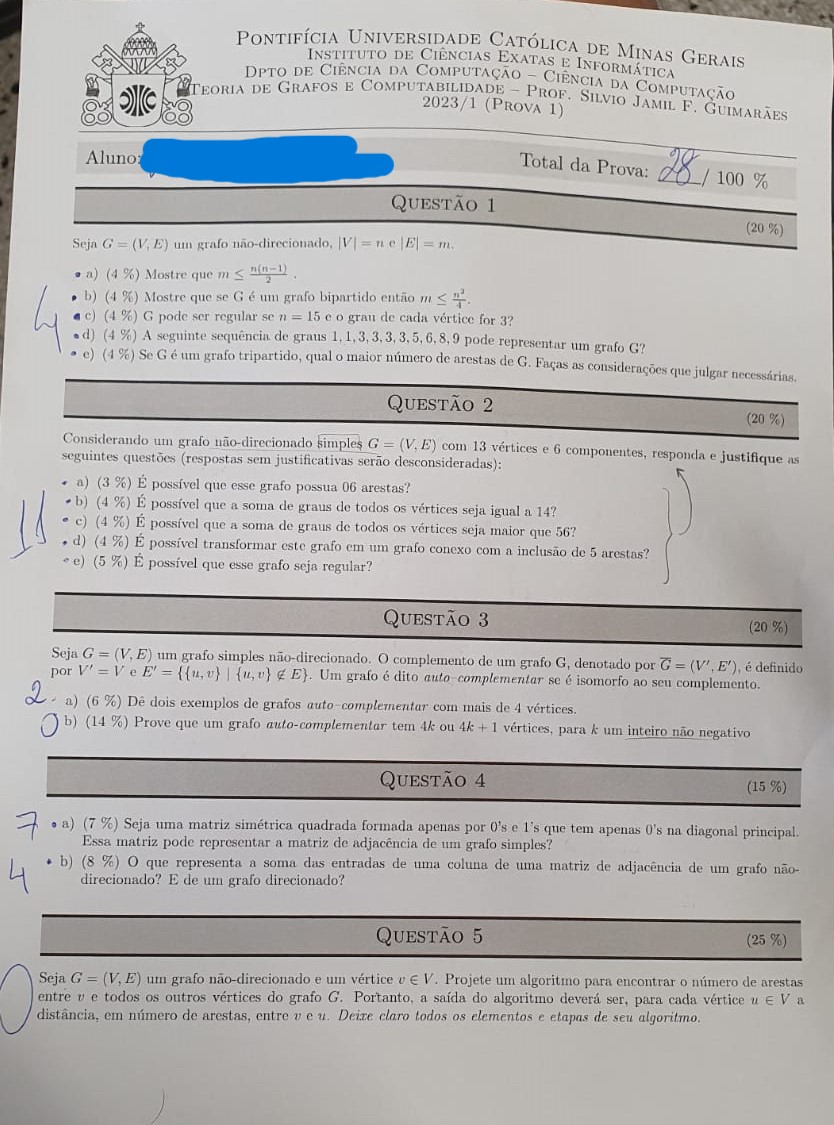 PONTIFÍCIA UNIVERSIDADE CATÓLICA DE MINAS GERAIS
INSTITUTO DE CIÊNCIAS EXATAS E INFORMÁTICA
DPTO DE CIÊNCIA DA COMPUTAÇÃO – CIÊNCIA DA COMPUTAÇÃO
TEORIA DE GRAFOS E COMPUTABILIDADE – PROF. SILVIO JAMIL F. GUIMARÃES
2023/1 (PROVA 1)
Aluno:
Total da Prova: 28 / 100 %
QUESTÃO 1
(20 %)
Seja G = (V, E) um grafo não-direcionado, |V| = n e |E| = m.
• a) (4 %) Mostre que m ≤ n(n−1)/2 .
4 • b) (4 %) Mostre que se G é um grafo bipartido então m ≤ n²/4.
• c) (4 %) G pode ser regular se n = 15 e o grau de cada vértice for 3?
• d) (4 %) A seguinte sequência de graus 1, 1, 3, 3, 3, 3, 5, 6, 8, 9 pode representar um grafo G?
• e) (4 %) Se G é um grafo tripartido, qual o maior número de arestas de G. Faças as considerações que julgar necessárias.
QUESTÃO 2
(20 %)
Considerando um grafo não-direcionado simples G = (V, E) com 13 vértices e 6 componentes, responda e justifique as
seguintes questões (respostas sem justificativas serão desconsideradas):
• a) (3 %) É possível que esse grafo possua 06 arestas?
11 • b) (4 %) É possível que a soma de graus de todos os vértices seja igual a 14?
• c) (4 %) É possível que a soma de graus de todos os vértices seja maior que 56?
• d) (4 %) É possível transformar este grafo em um grafo conexo com a inclusão de 5 arestas?
• e) (5 %) É possível que esse grafo seja regular?
QUESTÃO 3
(20 %)
Seja G = (V, E) um grafo simples não-direcionado. O complemento de um grafo G, denotado por G̅ = (V′, E′), é definido
por V′ = V e E′ = {{u, v} | {u, v} ∉ E}. Um grafo é dito auto-complementar se é isomorfo ao seu complemento.
2 • a) (6 %) Dê dois exemplos de grafos auto-complementar com mais de 4 vértices.
0 b) (14 %) Prove que um grafo auto-complementar tem 4k ou 4k + 1 vértices, para k um inteiro não negativo
QUESTÃO 4
(15 %)
7 • a) (7 %) Seja uma matriz simétrica quadrada formada apenas por 0's e 1's que tem apenas 0's na diagonal principal.
Essa matriz pode representar a matriz de adjacência de um grafo simples?
4 • b) (8 %) O que representa a soma das entradas de uma coluna de uma matriz de adjacência de um grafo não-
direcionado? E de um grafo direcionado?
QUESTÃO 5
(25 %)
0 Seja G = (V, E) um grafo não-direcionado e um vértice v ∈ V. Projete um algoritmo para encontrar o número de arestas
entre v e todos os outros vértices do grafo G. Portanto, a saída do algoritmo deverá ser, para cada vértice u ∈ V a
distância, em número de arestas, entre v e u. Deixe claro todos os elementos e etapas de seu algoritmo.